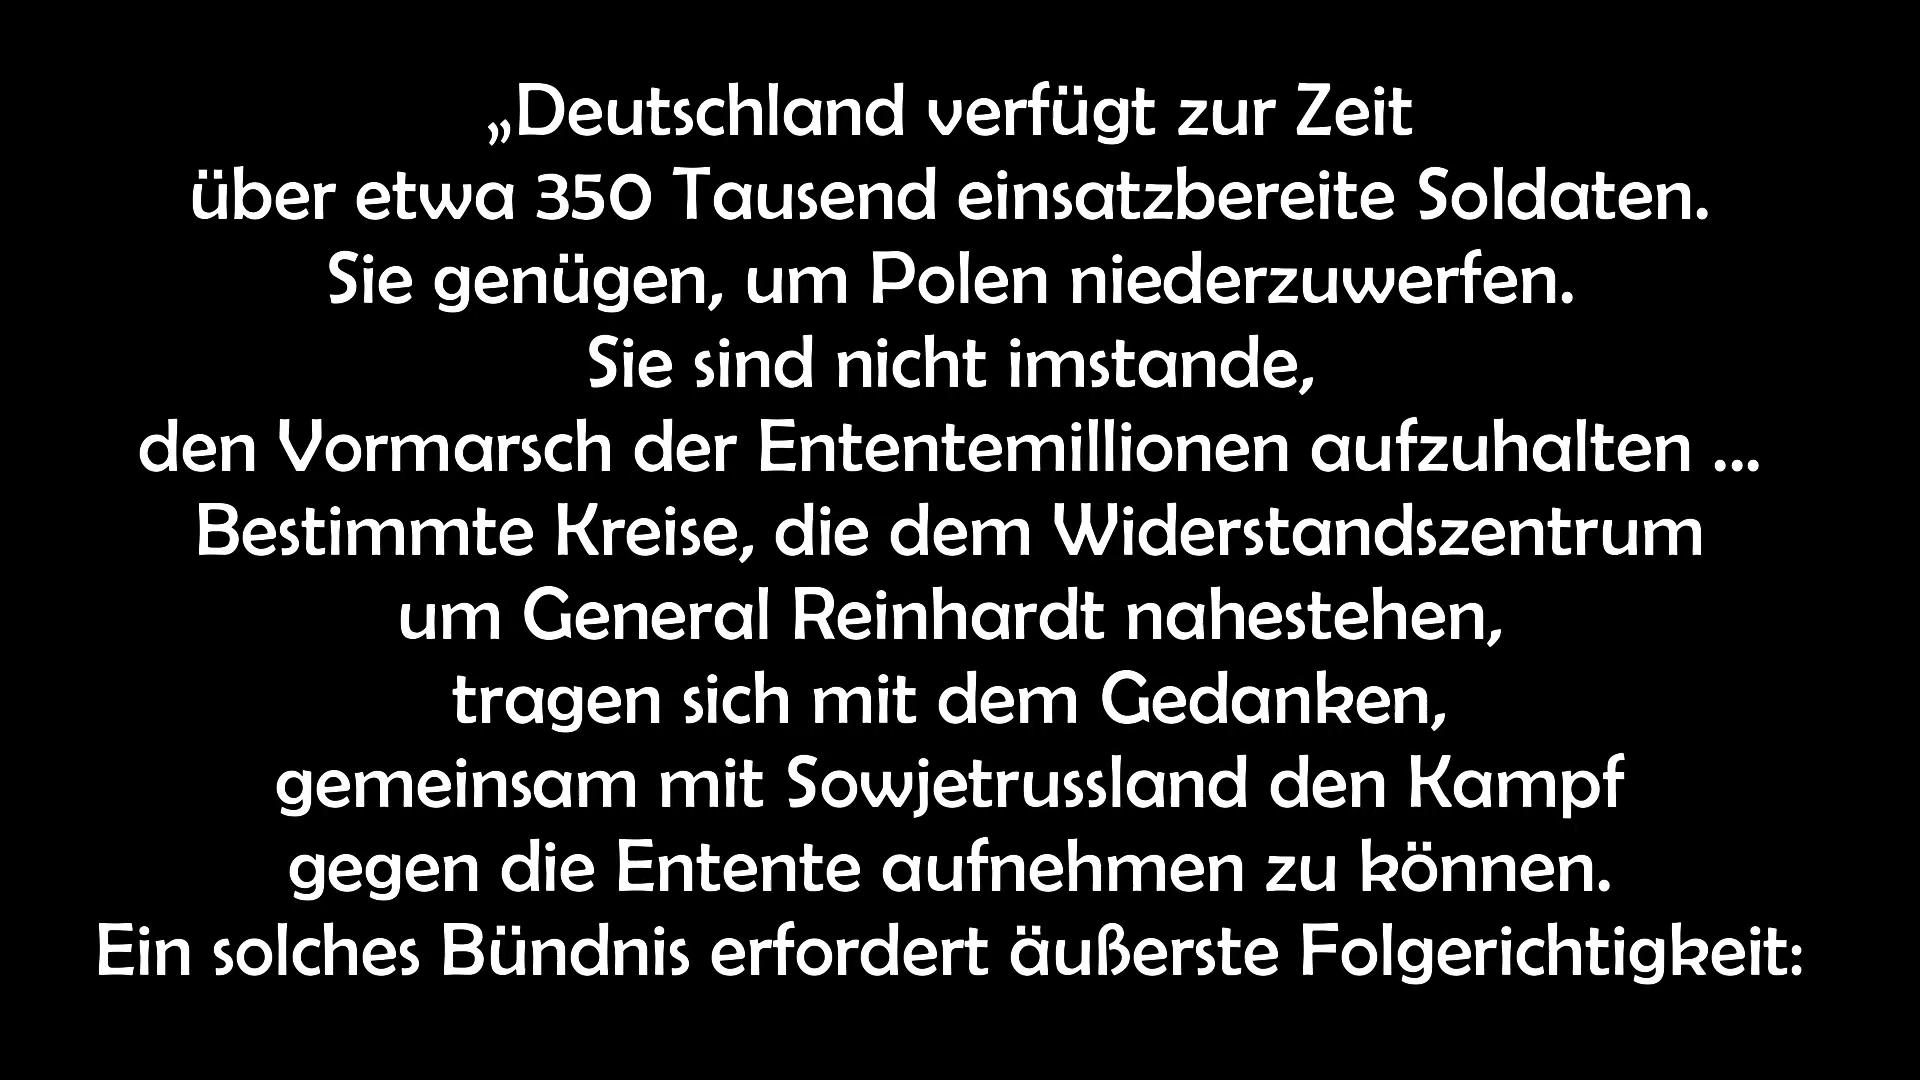 „Deutschland verfügt zur Zeit
über etwa 350 Tausend einsatzbereite Soldaten.
Sie genügen, um Polen niederzuwerfen.
Sie sind nicht imstande,
den Vormarsch der Ententemillionen aufzuhalten ...
Bestimmte Kreise, die dem Widerstandszentrum
um General Reinhardt nahestehen,
tragen sich mit dem Gedanken,
gemeinsam mit Sowjetrussland den Kampf
gegen die Entente aufnehmen zu können.
Ein solches Bündnis erfordert äußerste Folgerichtigkeit: